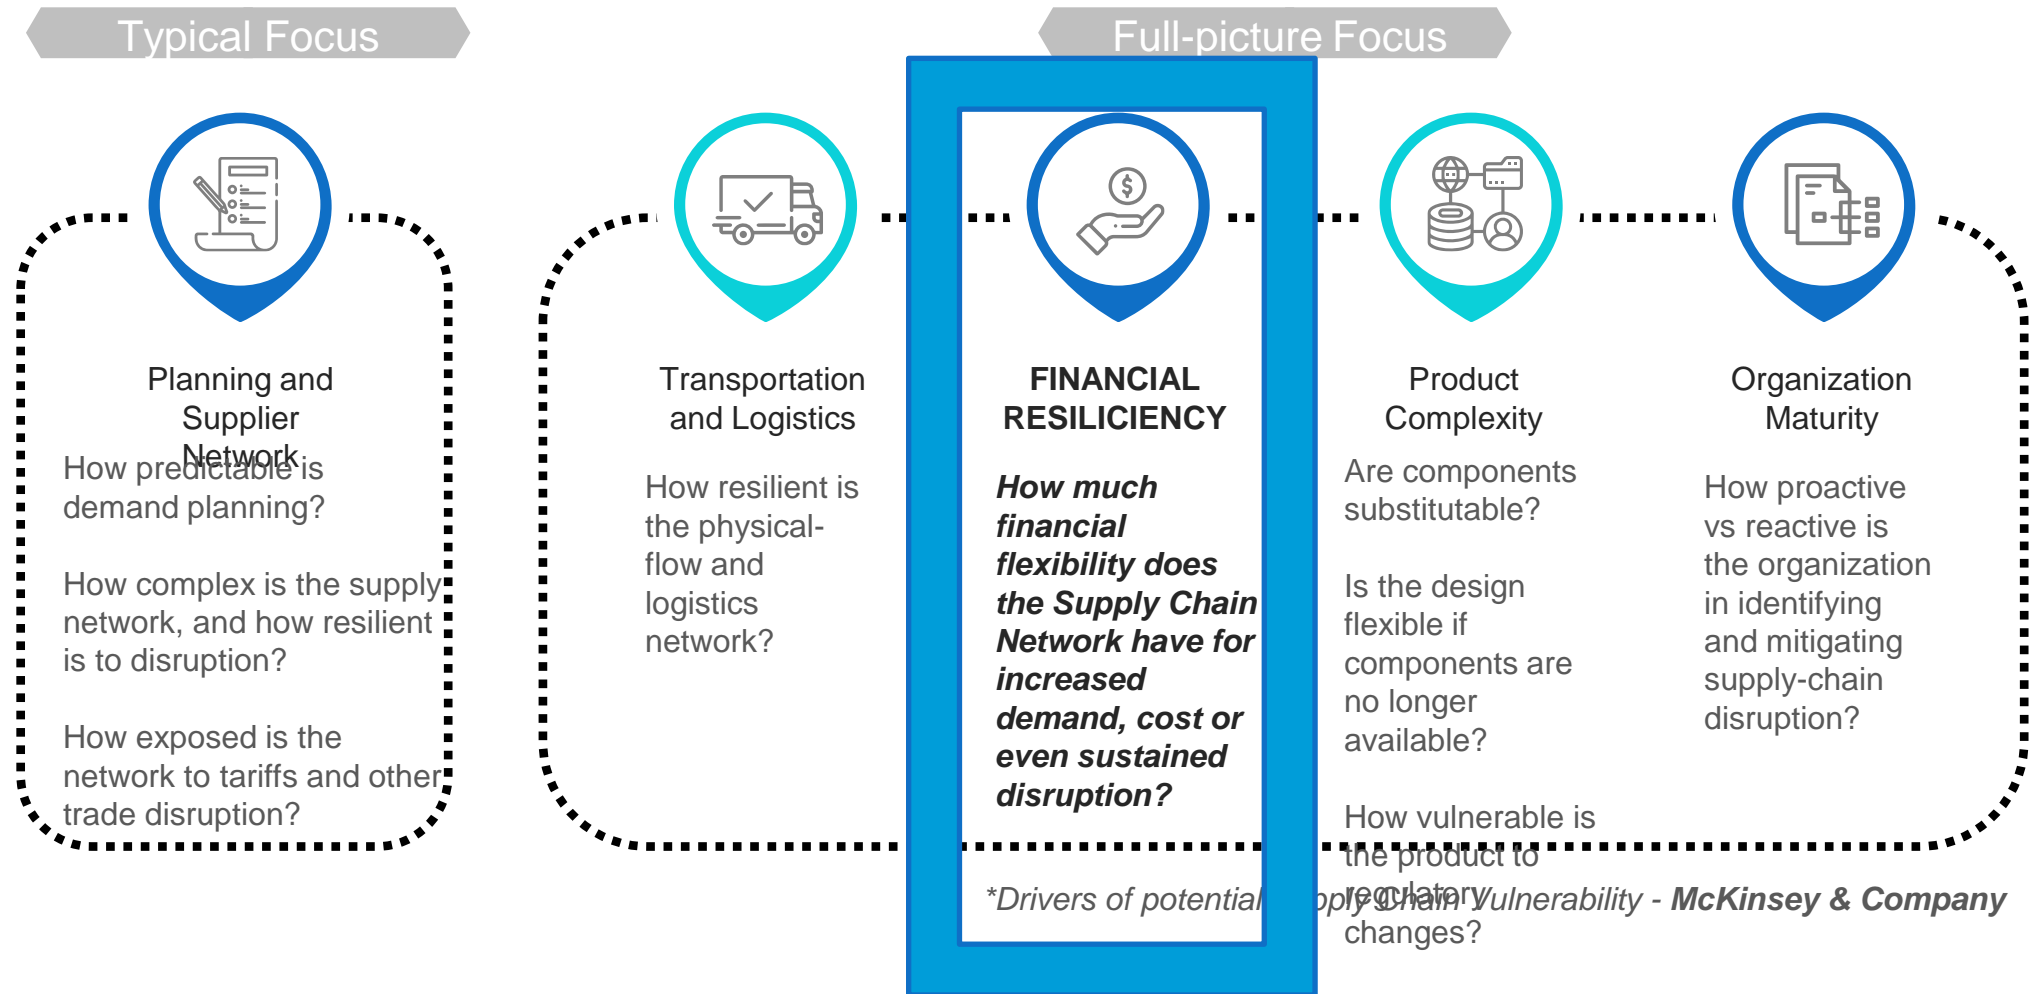 Typical Focus
Full-picture Focus
Planning and
Supplier
Network
How predictable is
demand planning?
How complex is the supply
network, and how resilient
is to disruption?
How exposed is the
network to tariffs and other
trade disruption?
Transportation
and Logistics
How resilient is
the physical-
flow and
logistics
network?
FINANCIAL
RESILICIENCY
How much
financial
flexibility does
the Supply Chain
Network have for
increased
demand, cost or
even sustained
disruption?
Product
Complexity
Are components
substitutable?
Is the design
flexible if
components are
no longer
available?
How vulnerable is
the product to
regulatory
changes?
Organization
Maturity
How proactive
vs reactive is
the organization
in identifying
and mitigating
supply-chain
disruption?
*Drivers of potential Supply Chain Vulnerability - McKinsey & Company